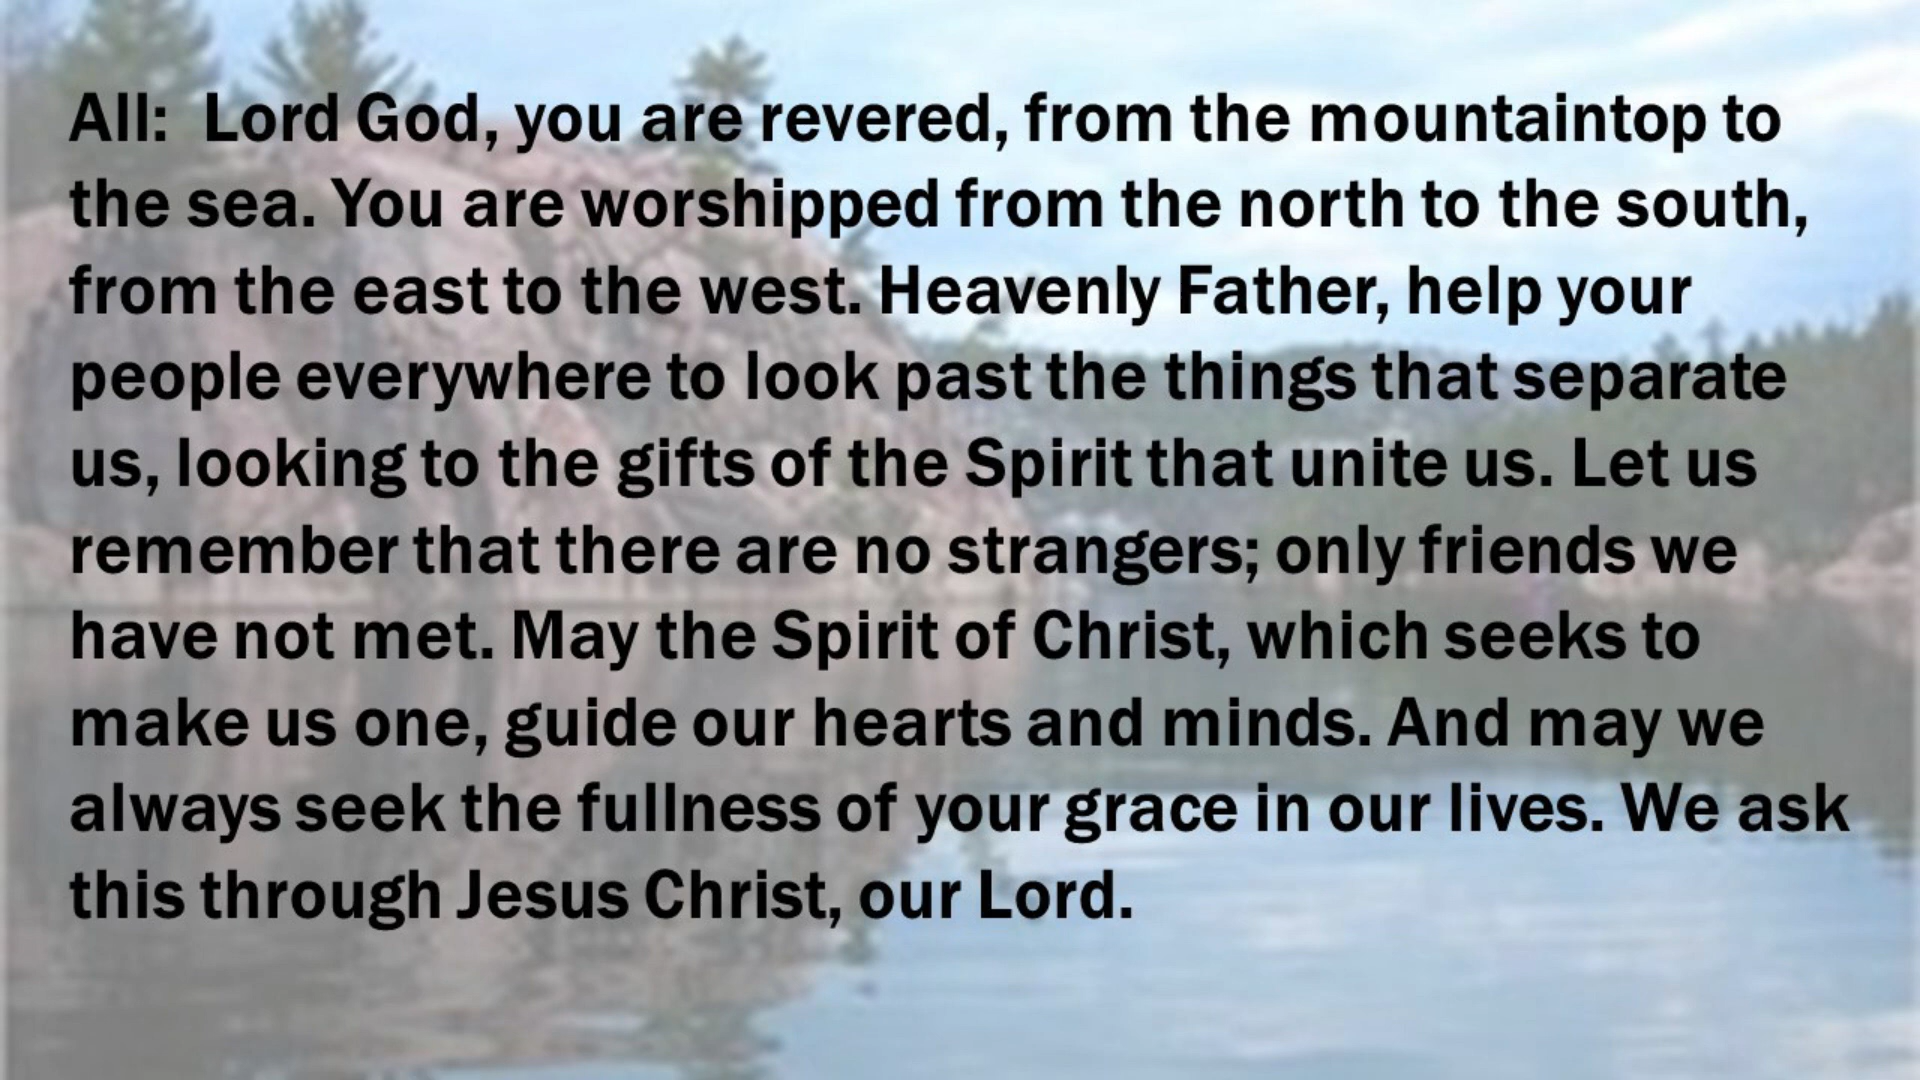 All:  Lord God, you are revered, from the mountaintop to
the sea. You are worshipped from the north to the south,
from the east to the west. Heavenly Father, help your
people everywhere to look past the things that separate
us, looking to the gifts of the Spirit that unite us. Let us
remember that there are no strangers; only friends we
have not met. May the Spirit of Christ, which seeks to
make us one, guide our hearts and minds. And may we
always seek the fullness of your grace in our lives. We ask
this through Jesus Christ, our Lord.